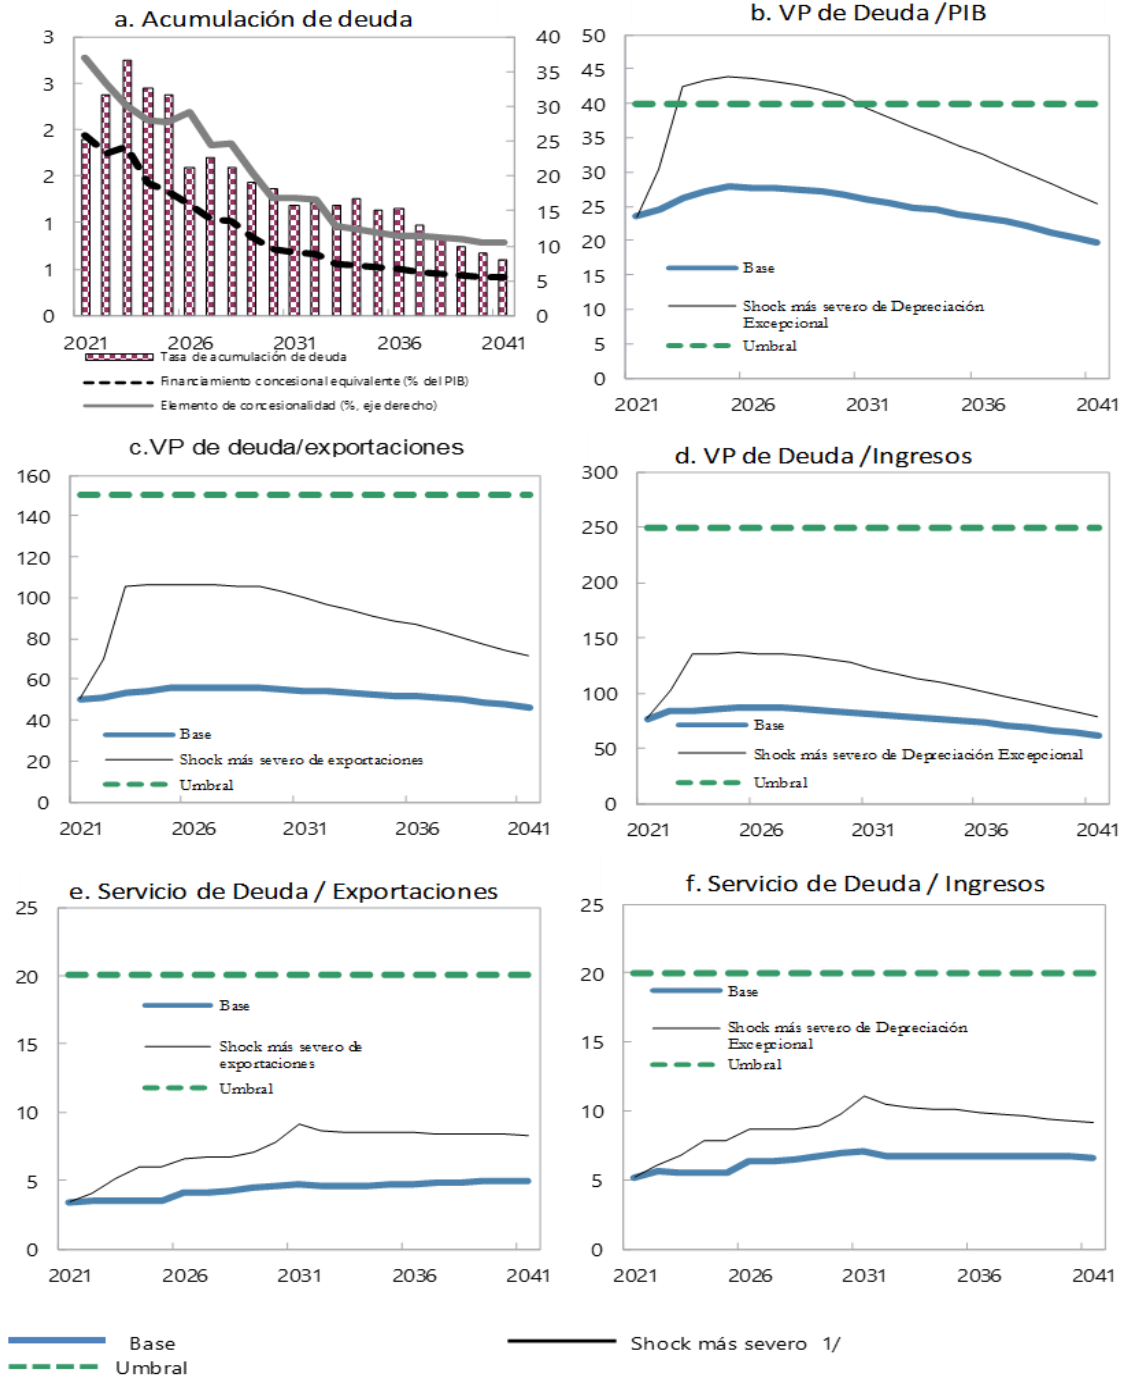 a. Acumulación de deuda
3
3
2
2
1
1
0
40
35
30
25
20
15
10
5
0
2021
2026
2031
2036
2041
Tasa de acumulación de deuda
Financiamiento concesional equivalente (% del PIB)
Elemento de concesionalidad (%, eje derecho)
b. VP de Deuda /PIB
50
45
40
35
30
25
20
15
10
5
0
Base
Shock más severo de Depreciación
Excepcional
Umbral
2021
2026
2031
2036
2041
c.VP de deuda/exportaciones
160
140
120
100
80
60
40
20
0
Base
Shock más severo de exportaciones
Umbral
2021
2026
2031
2036
2041
d. VP de Deuda /Ingresos
300
250
200
150
100
50
0
Base
Shock más severo de Depreciación Excepcional
Umbral
2021
2026
2031
2036
2041
e. Servicio de Deuda / Exportaciones
25
20
15
10
5
0
Base
Shock más severo de
exportaciones
Umbral
2021
2026
2031
2036
2041
f. Servicio de Deuda / Ingresos
25
20
15
10
5
0
Base
Shock más severo de Depreciación
Excepcional
Umbral
2021
2026
2031
2036
2041
Base
Shock más severo 1/
Umbral